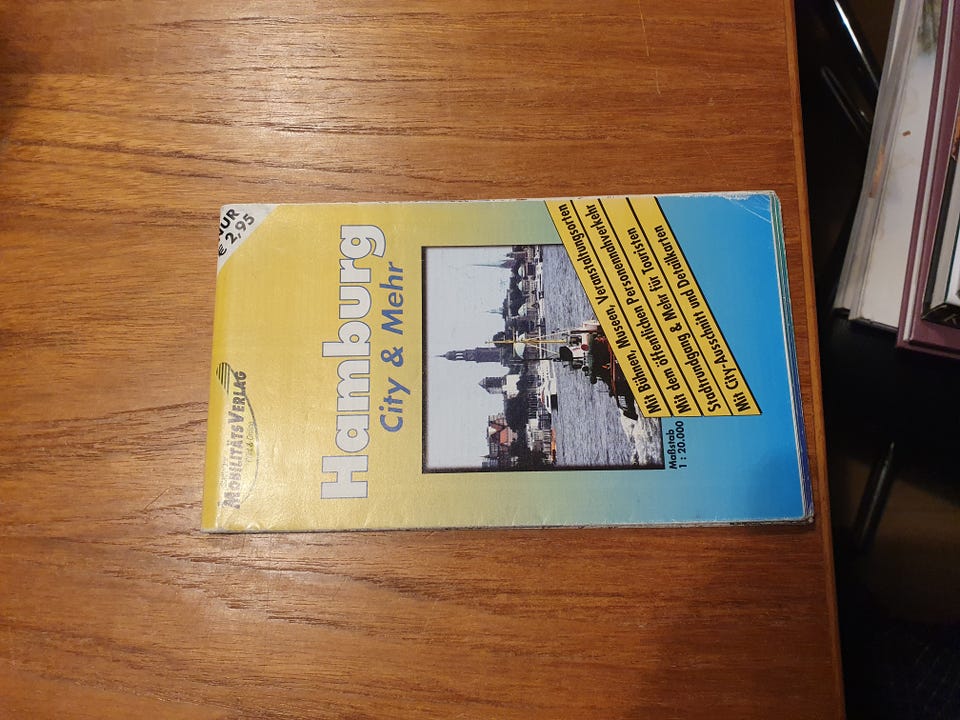 NUR
€ 2,95
MOBILITÄTSVERLAG
Hamburg
City & Mehr
Mit Bühnen, Museen, Veranstaltungsorten
Mit dem öffentlichen Personennahverkehr
Stadtrundgang & Mehr für Touristen
Mit City-Ausschnitt und Detailkarten
Maßstab
1 : 20.000